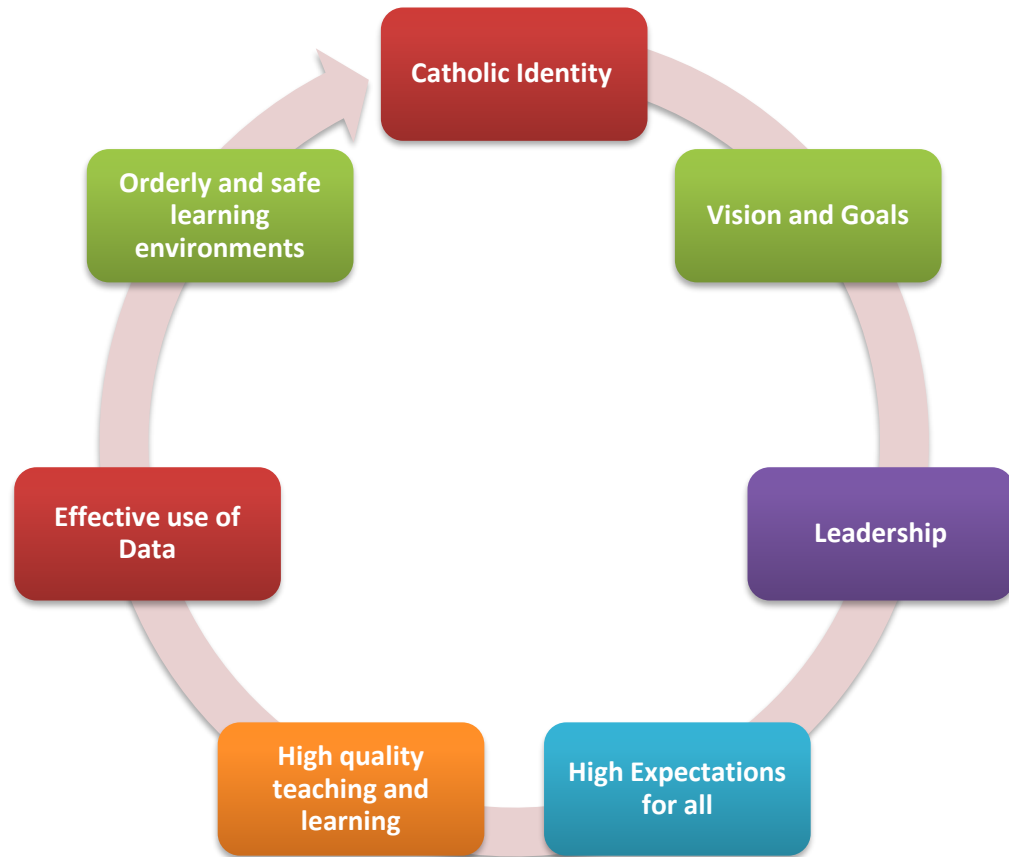 Catholic Identity
Vision and Goals
Leadership
High Expectations
for all
High quality
teaching and
learning
Effective use of
Data
Orderly and safe
learning
environments